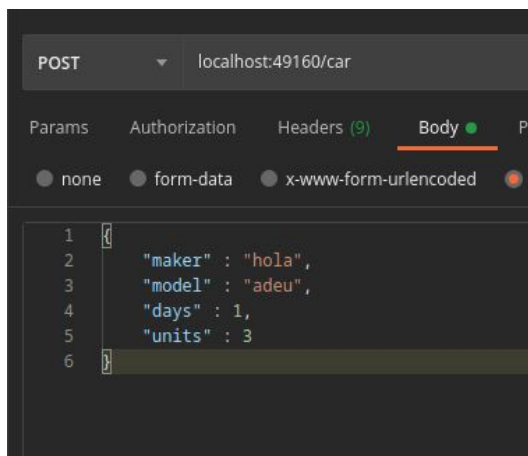 POST localhost:49160/car
Params Authorization Headers (9) Body P
none form-data x-www-form-urlencoded
1 {
2 "maker" : "hola",
3 "model" : "adeu",
4 "days" : 1,
5 "units" : 3
6 }